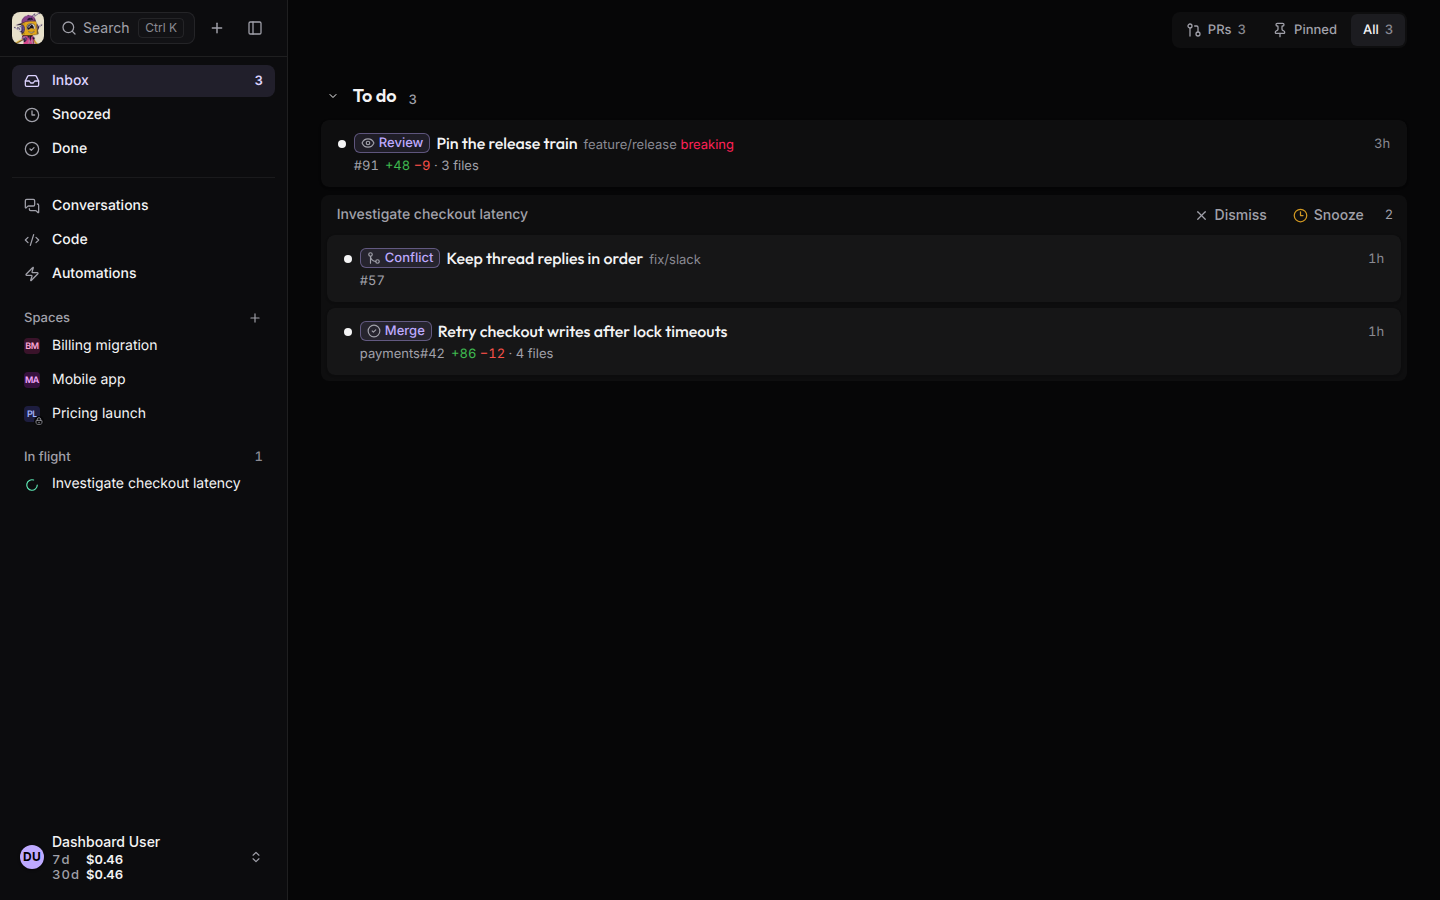 Search Ctrl K
PRs 3 Pinned All 3
Inbox 3
Snoozed
Done
Conversations
Code
Automations
Spaces
BM Billing migration
MA Mobile app
PL Pricing launch
In flight 1
Investigate checkout latency
DU Dashboard User
7d $0.46
30d $0.46
To do 3
Review Pin the release train feature/release breaking 3h
#91 +48 −9 · 3 files
Investigate checkout latency Dismiss Snooze 2
Conflict Keep thread replies in order fix/slack 1h
#57
Merge Retry checkout writes after lock timeouts 1h
payments#42 +86 −12 · 4 files